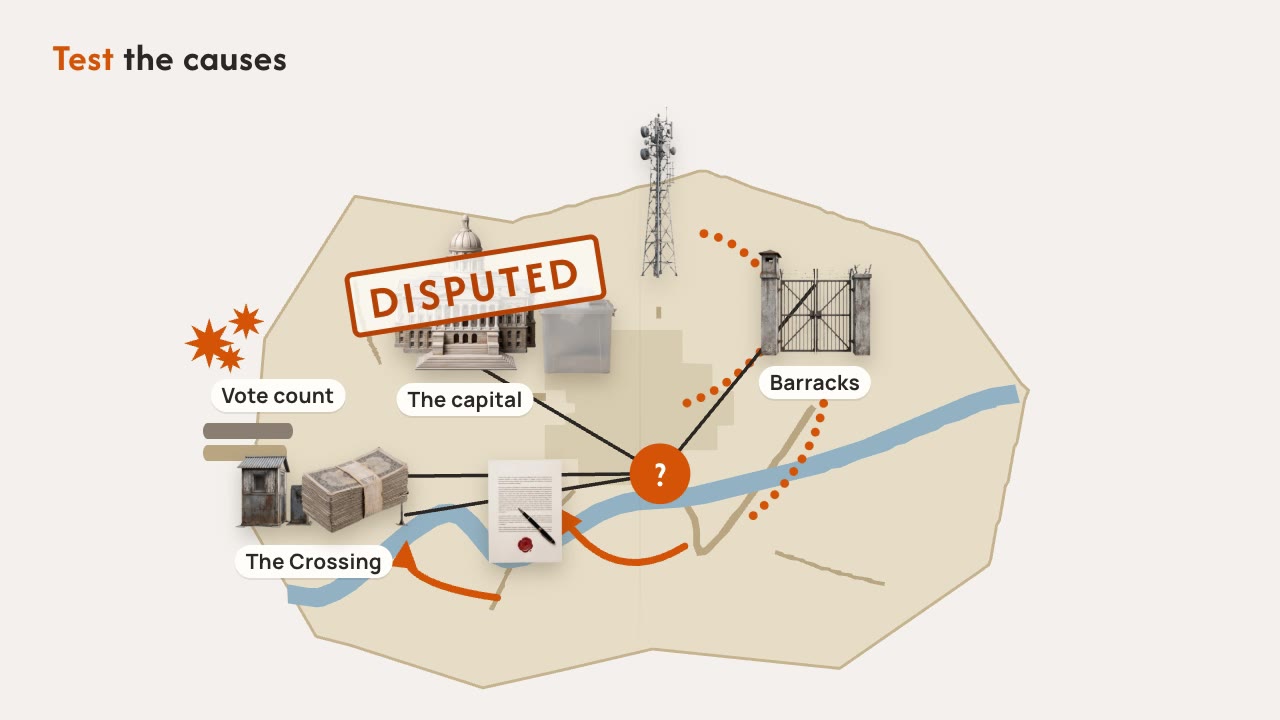 Test the causes
DISPUTED
Vote count
The capital
Barracks
?
The Crossing